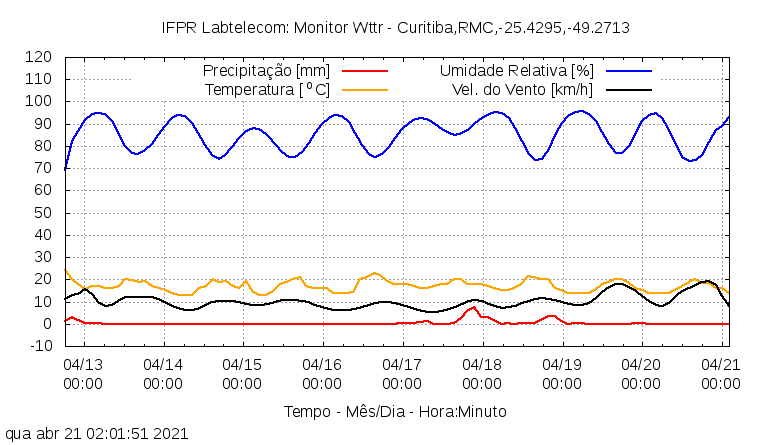 IFPR Labtelecom: Monitor Wttr - Curitiba,RMC,-25.4295,-49.2713
120
110
100
90
80
70
60
50
40
30
20
10
0
-10
Precipitação [mm]
Temperatura [ ⁰C]
Umidade Relativa [%]
Vel. do Vento [km/h]
04/13 04/14 04/15 04/16 04/17 04/18 04/19 04/20 04/21
00:00 00:00 00:00 00:00 00:00 00:00 00:00 00:00 00:00
Tempo - Mês/Dia - Hora:Minuto
qua abr 21 02:01:51 2021